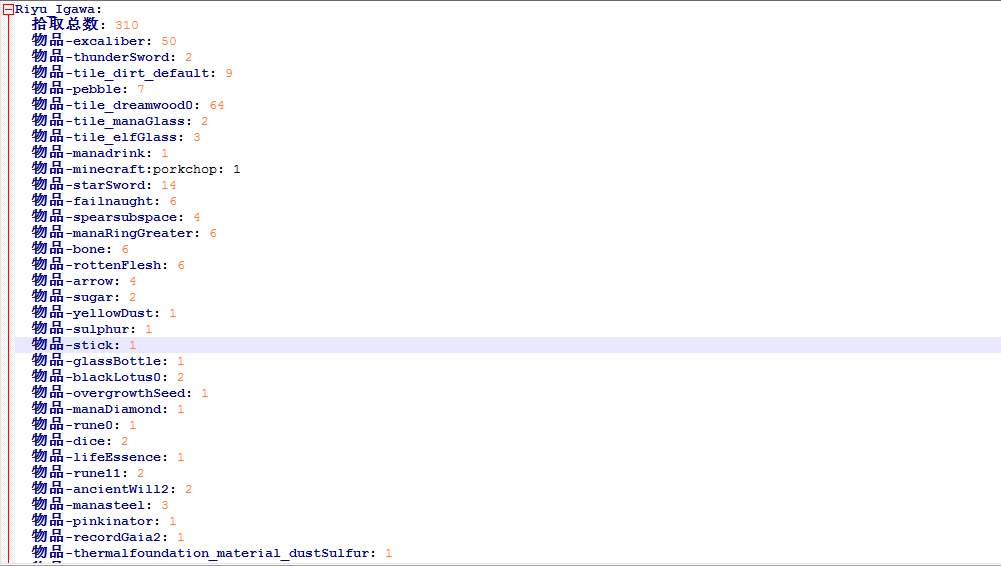 Riyu_Igawa:
拾取总数: 310
物品-excaliber: 50
物品-thunderSword: 2
物品-tile_dirt_default: 9
物品-pebble: 7
物品-tile_dreamwood0: 64
物品-tile_manaGlass: 2
物品-tile_elfGlass: 3
物品-manadrink: 1
物品-minecraft:porkchop: 1
物品-starSword: 14
物品-failnaught: 6
物品-spearsubspace: 4
物品-manaRingGreater: 6
物品-bone: 6
物品-rottenFlesh: 6
物品-arrow: 4
物品-sugar: 2
物品-yellowDust: 1
物品-sulphur: 1
物品-stick: 1
物品-glassBottle: 1
物品-blackLotus0: 2
物品-overgrowthSeed: 1
物品-manaDiamond: 1
物品-rune0: 1
物品-dice: 2
物品-lifeEssence: 1
物品-rune11: 2
物品-ancientWill2: 2
物品-manasteel: 3
物品-pinkinator: 1
物品-recordGaia2: 1
物品-thermalfoundation_material_dustSulfur: 1